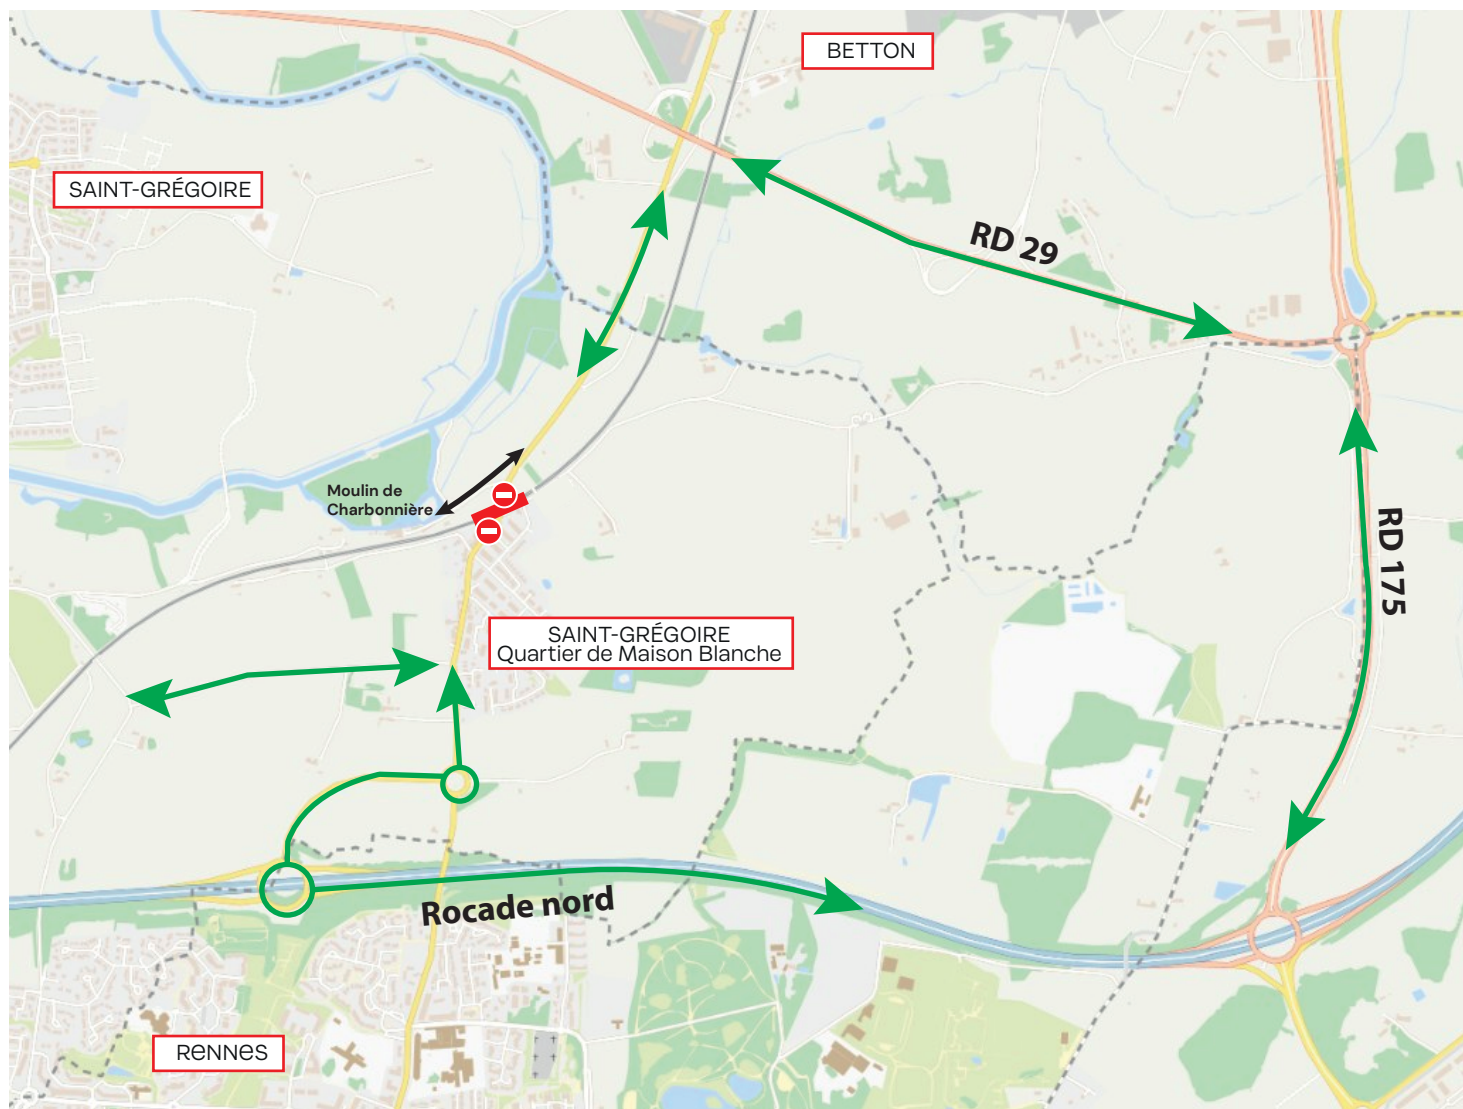 BETTON
SAINT-GRÉGOIRE
RD 29
Moulin de
Charbonnière
RD 175
SAINT-GRÉGOIRE
Quartier de Maison Blanche
Rocade nord
Rennes